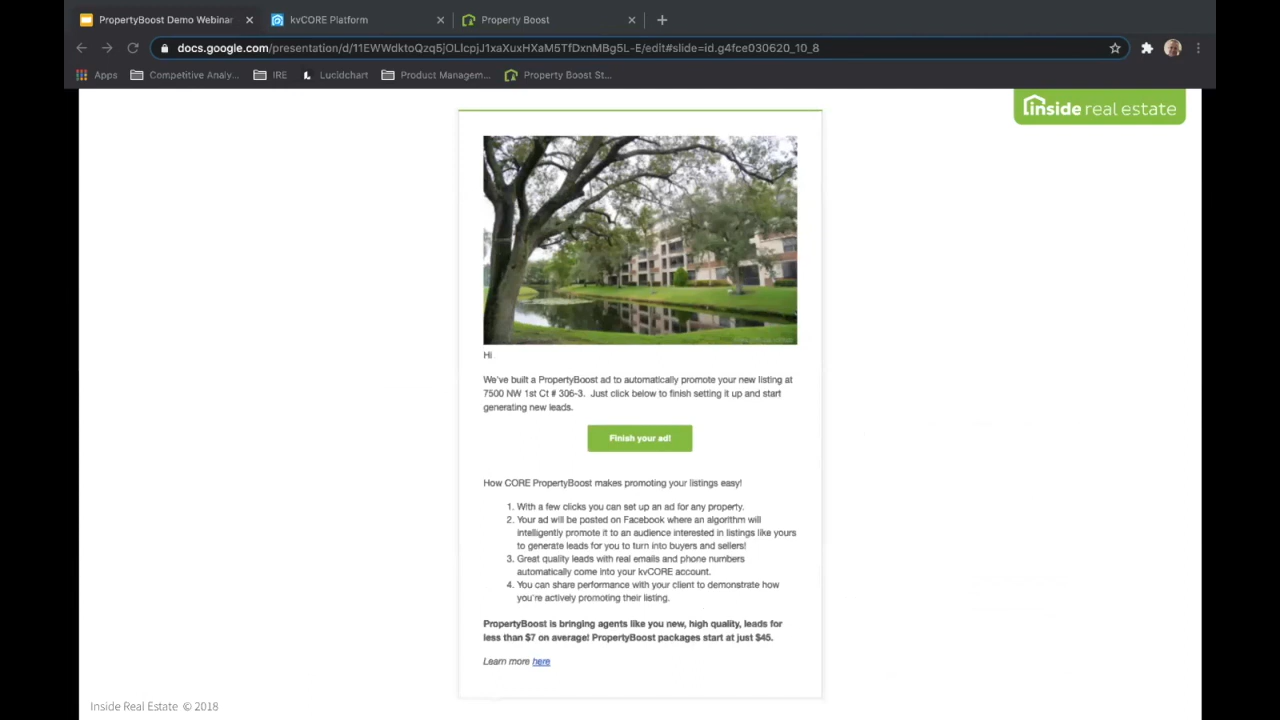 PropertyBoost Demo Webinar
kvCORE Platform
Property Boost
docs.google.com/presentation/d/11EWWdktoQzq5jOLIcpjJ1xaXuxHXaM5TfDxnMBg5L-E/edit#slide=id.g4fce030620_10_8
Apps
Competitive Analy...
IRE
Lucidchart
Product Managem...
Property Boost St...
inside real estate
Hi
We've built a PropertyBoost ad to automatically promote your new listing at
7500 NW 1st Ct # 306-3. Just click below to finish setting it up and start
generating new leads.
Finish your ad!
How CORE PropertyBoost makes promoting your listings easy!
1. With a few clicks you can set up an ad for any property.
2. Your ad will be posted on Facebook where an algorithm will
intelligently promote it to an audience interested in listings like yours
to generate leads for you to turn into buyers and sellers!
3. Great quality leads with real emails and phone numbers
automatically come into your kvCORE account.
4. You can share performance with your client to demonstrate how
you're actively promoting their listing.
PropertyBoost is bringing agents like you new, high quality, leads for
less than $7 on average! PropertyBoost packages start at just $45.
Learn more here
Inside Real Estate © 2018